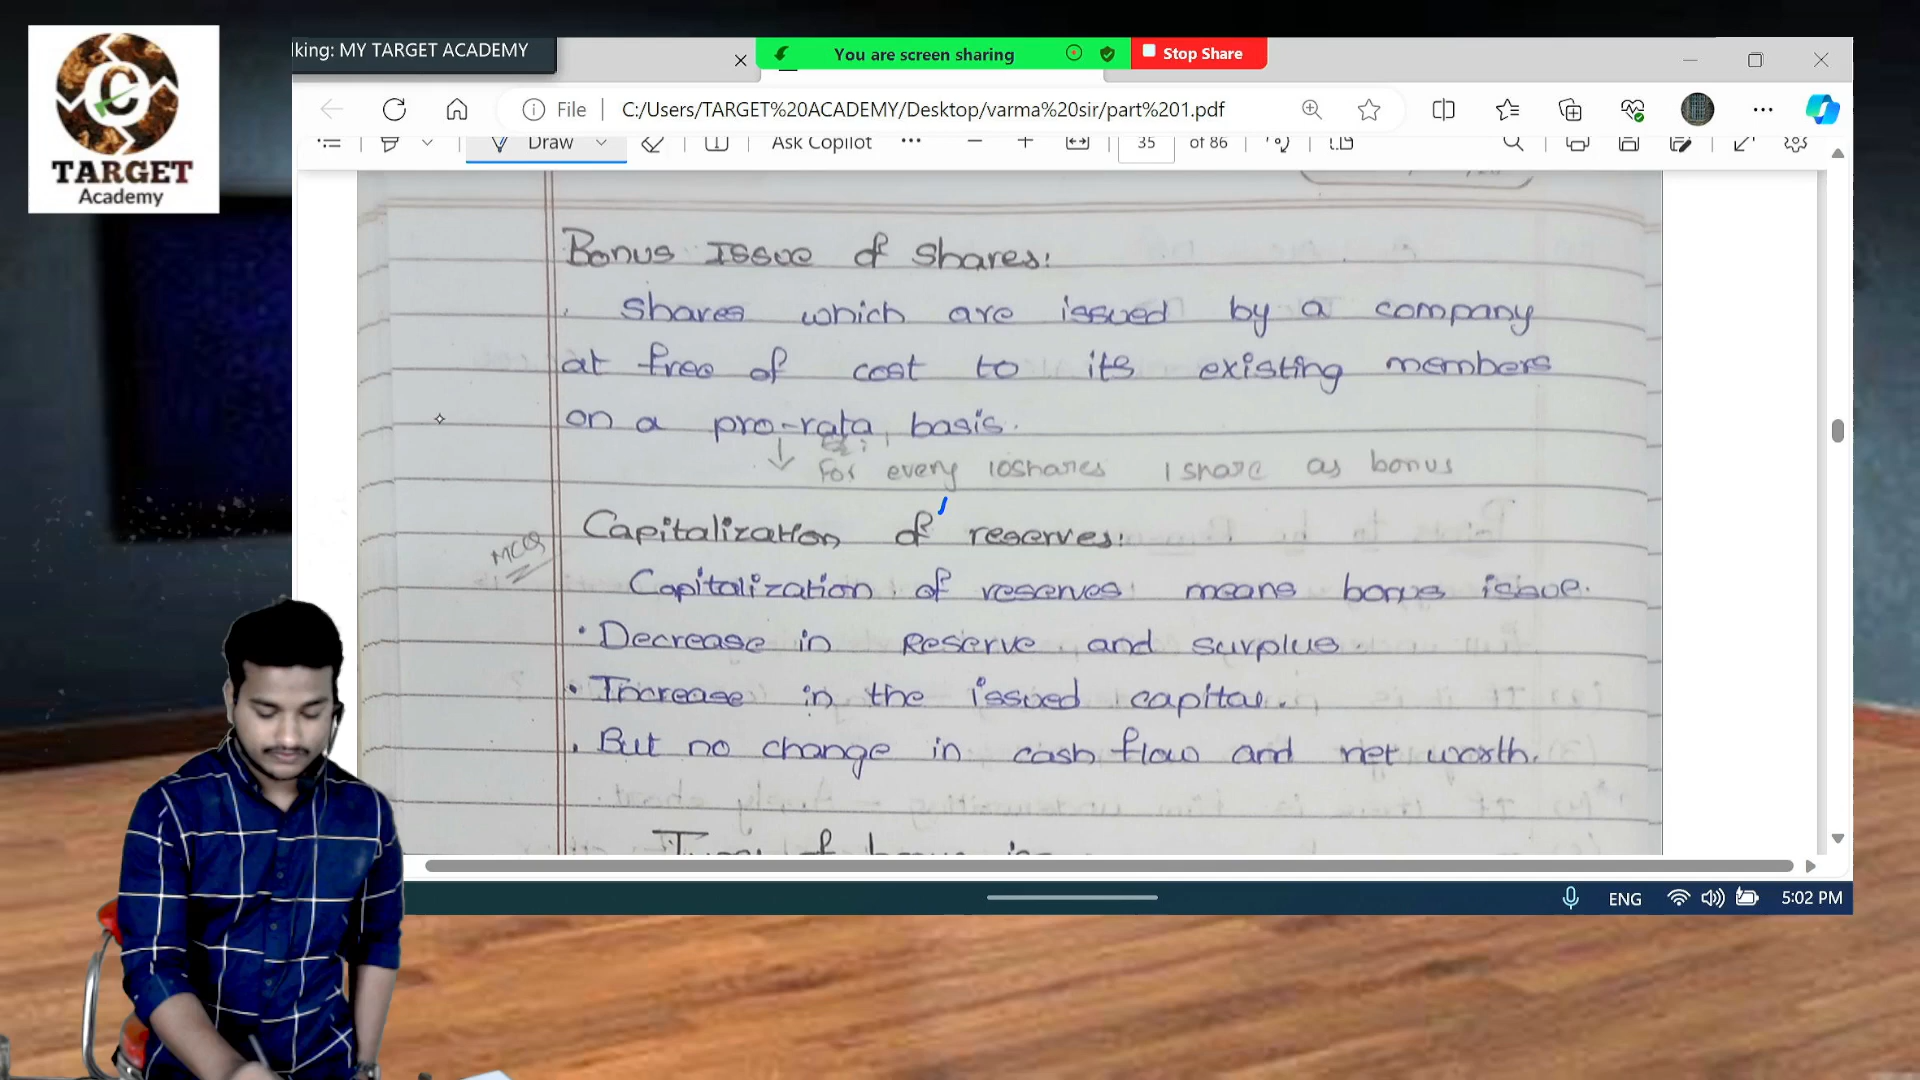 TARGET
Academy
lking: MY TARGET ACADEMY
You are screen sharing
Stop Share
File
C:/Users/TARGET%20ACADEMY/Desktop/varma%20sir/part%201.pdf
Draw
Ask Copilot
35
of 86
Bonus Issue of Shares:
Shares which are issued by a company
at free of cost to its existing members
on a pro-rata basis.
↓ For every 10shares 1 share as bonus
Capitalization of reserves:
MCQ
Capitalization of reserves means bonus issue.
• Decrease in Reserve and surplus.
• Increase in the issued capital.
• But no change in cash flow and net worth.
ENG
5:02 PM